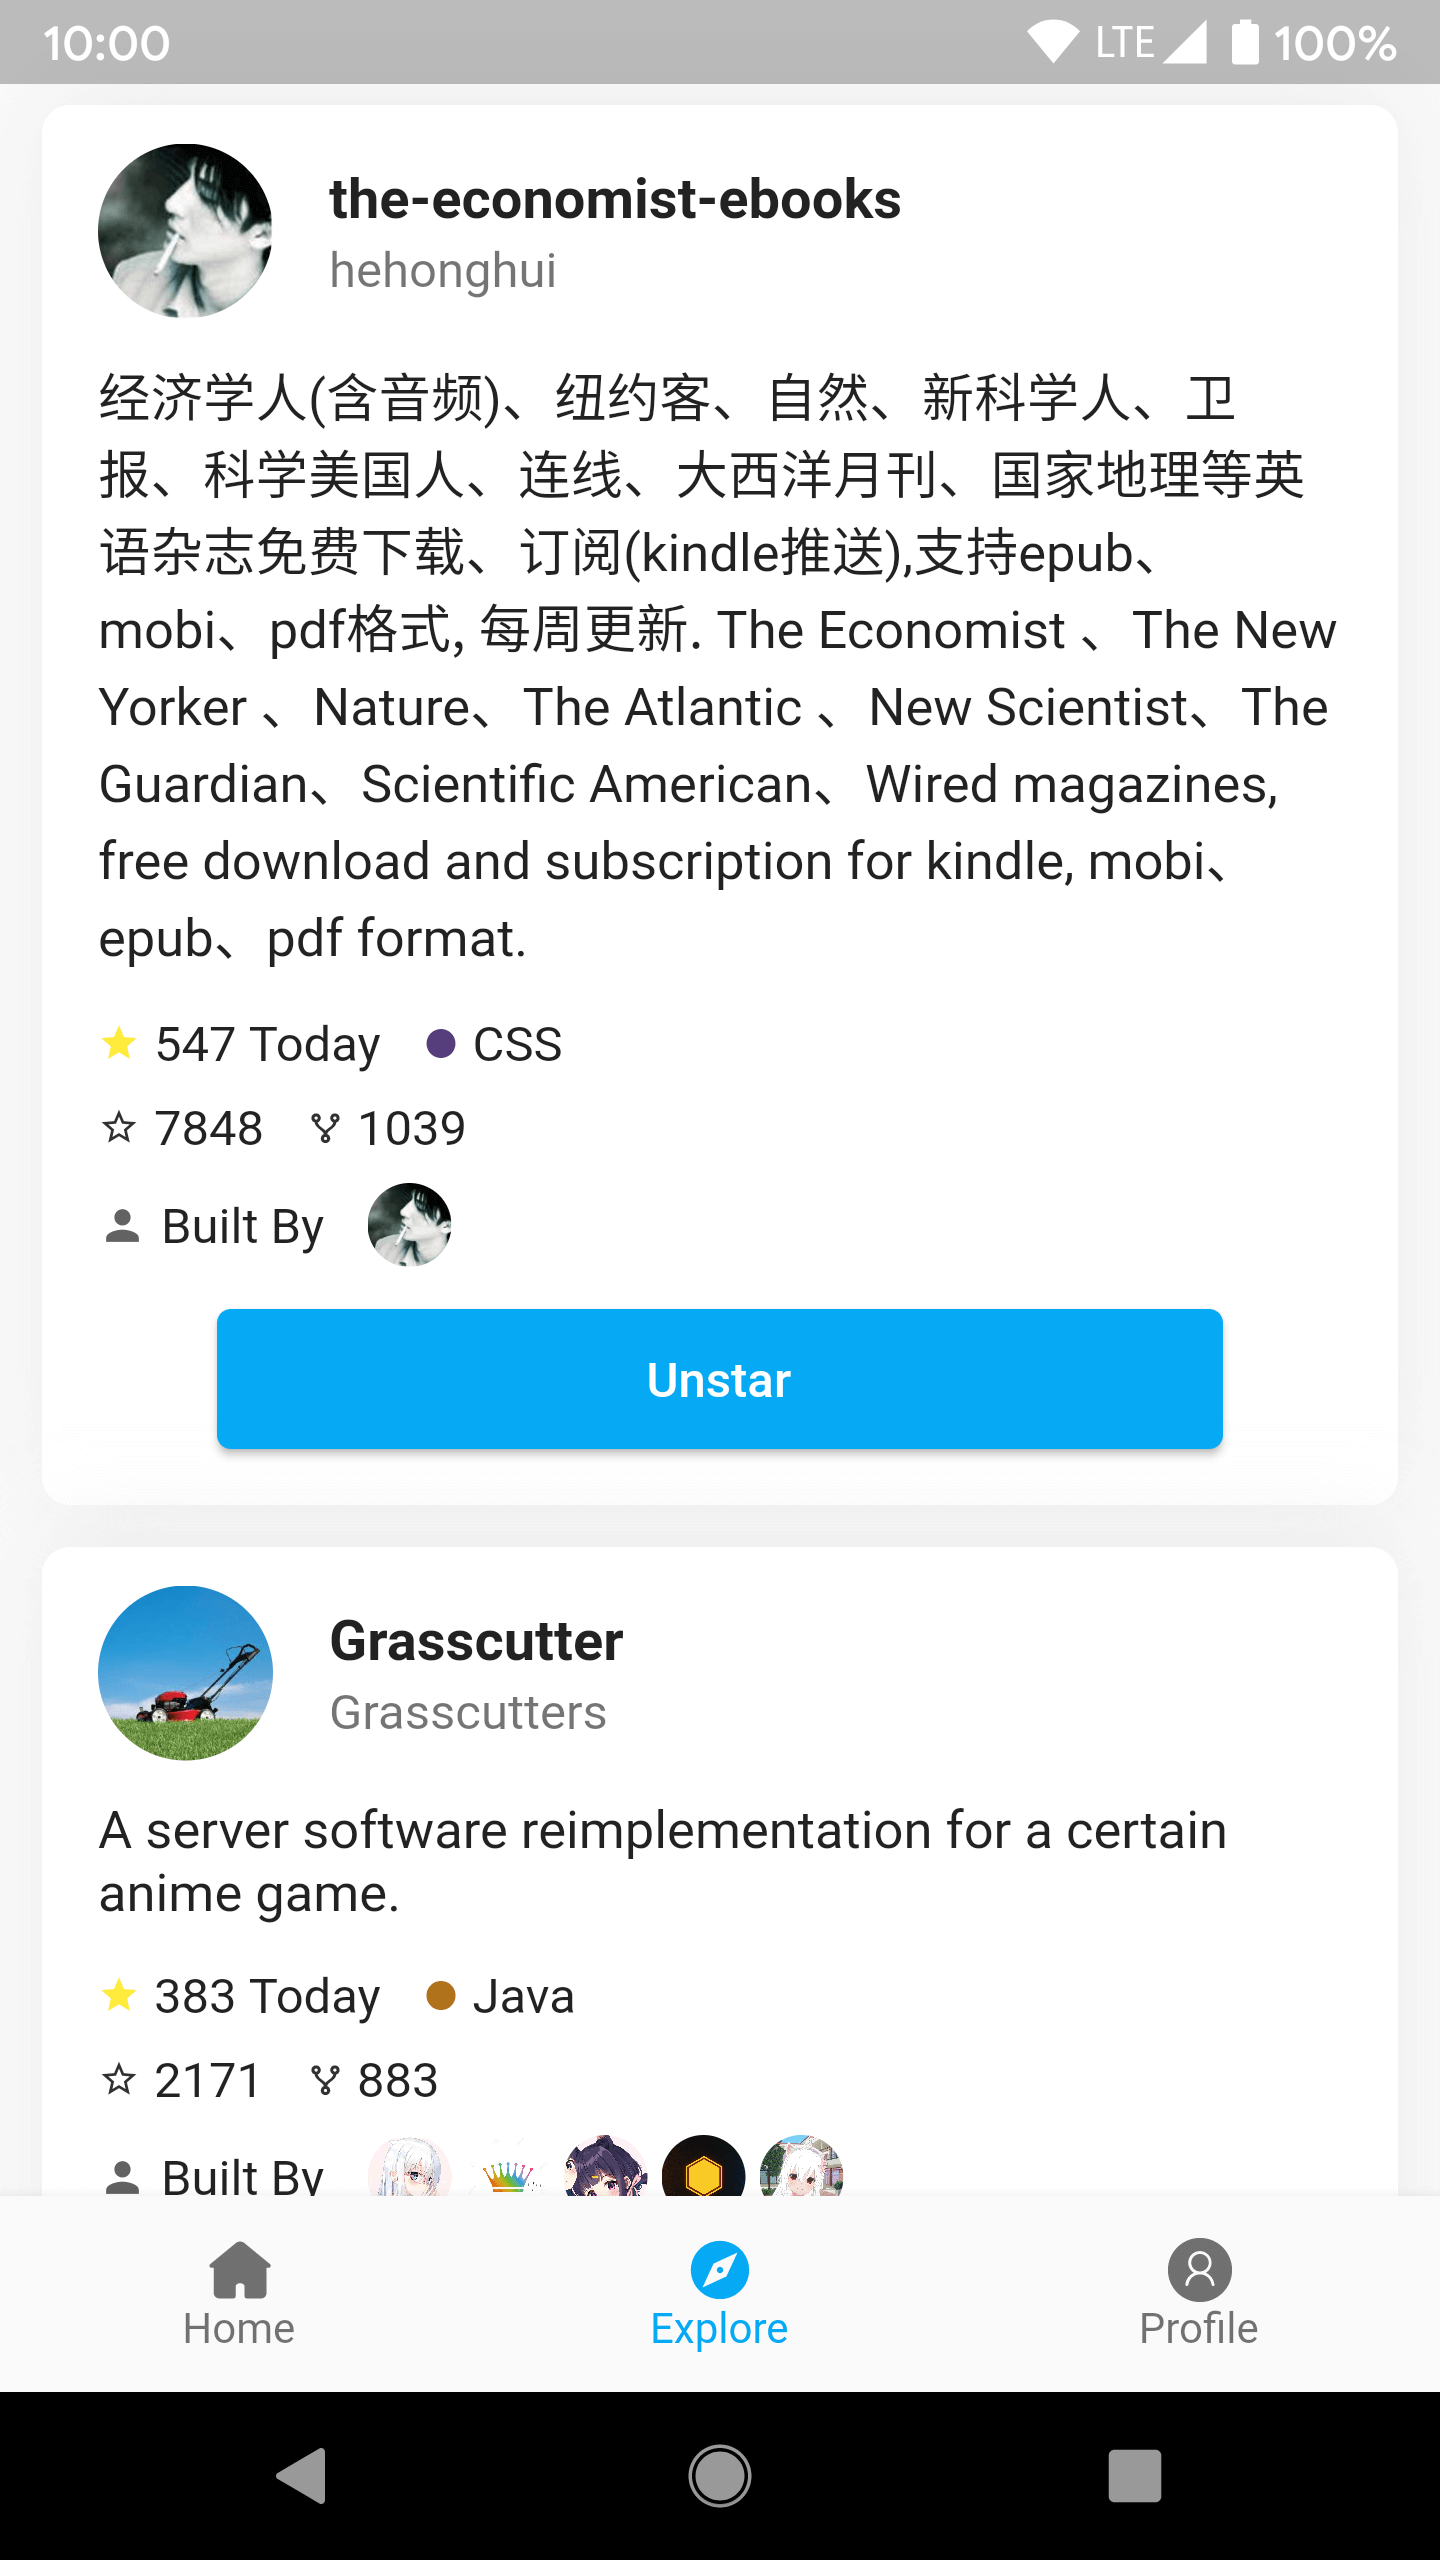 10:00 LTE 100%
the-economist-ebooks
hehonghui
经济学人(含音频)、纽约客、自然、新科学人、卫
报、科学美国人、连线、大西洋月刊、国家地理等英
语杂志免费下载、订阅(kindle推送),支持epub、
mobi、pdf格式, 每周更新. The Economist 、The New
Yorker 、Nature、The Atlantic 、New Scientist、The
Guardian、Scientific American、Wired magazines,
free download and subscription for kindle, mobi、
epub、pdf format.
547 Today CSS
7848 1039
Built By
Unstar
Grasscutter
Grasscutters
A server software reimplementation for a certain
anime game.
383 Today Java
2171 883
Built By
Home Explore Profile